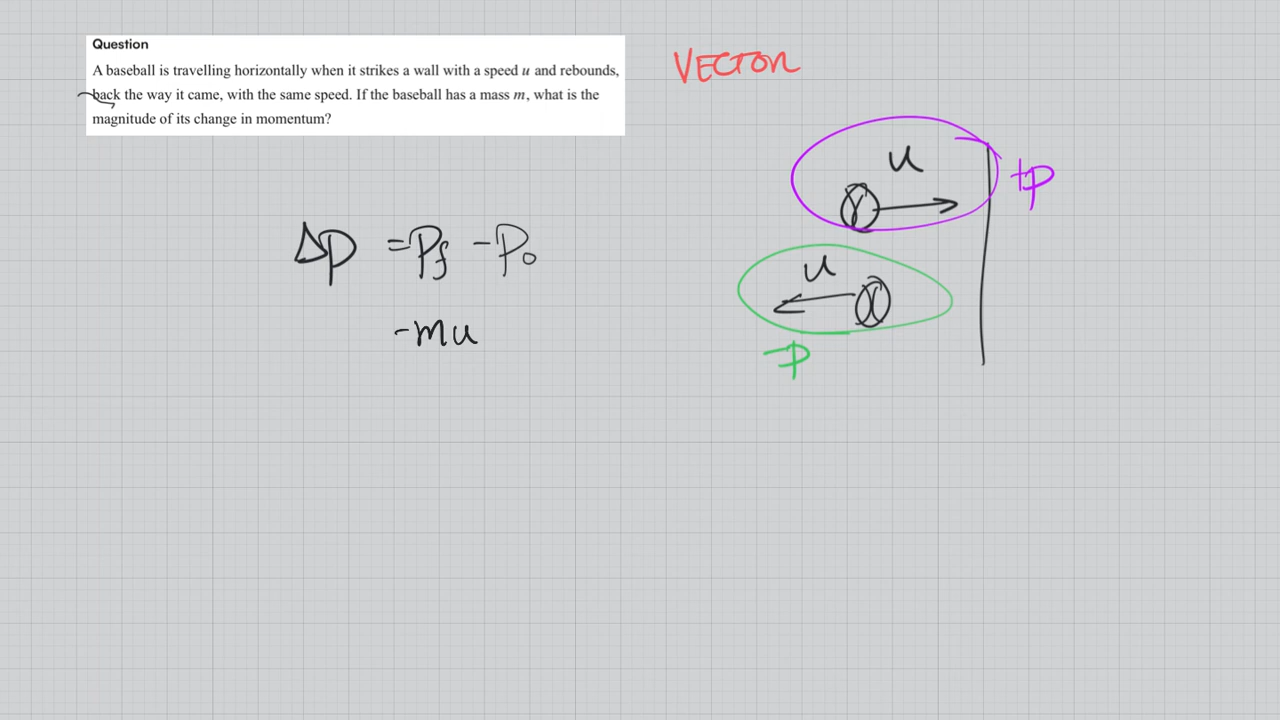 Question
A baseball is travelling horizontally when it strikes a wall with a speed u and rebounds,
back the way it came, with the same speed. If the baseball has a mass m, what is the
magnitude of its change in momentum?
VECTOR
u
+p
Δp = Pf - Po
u
-mu
-p